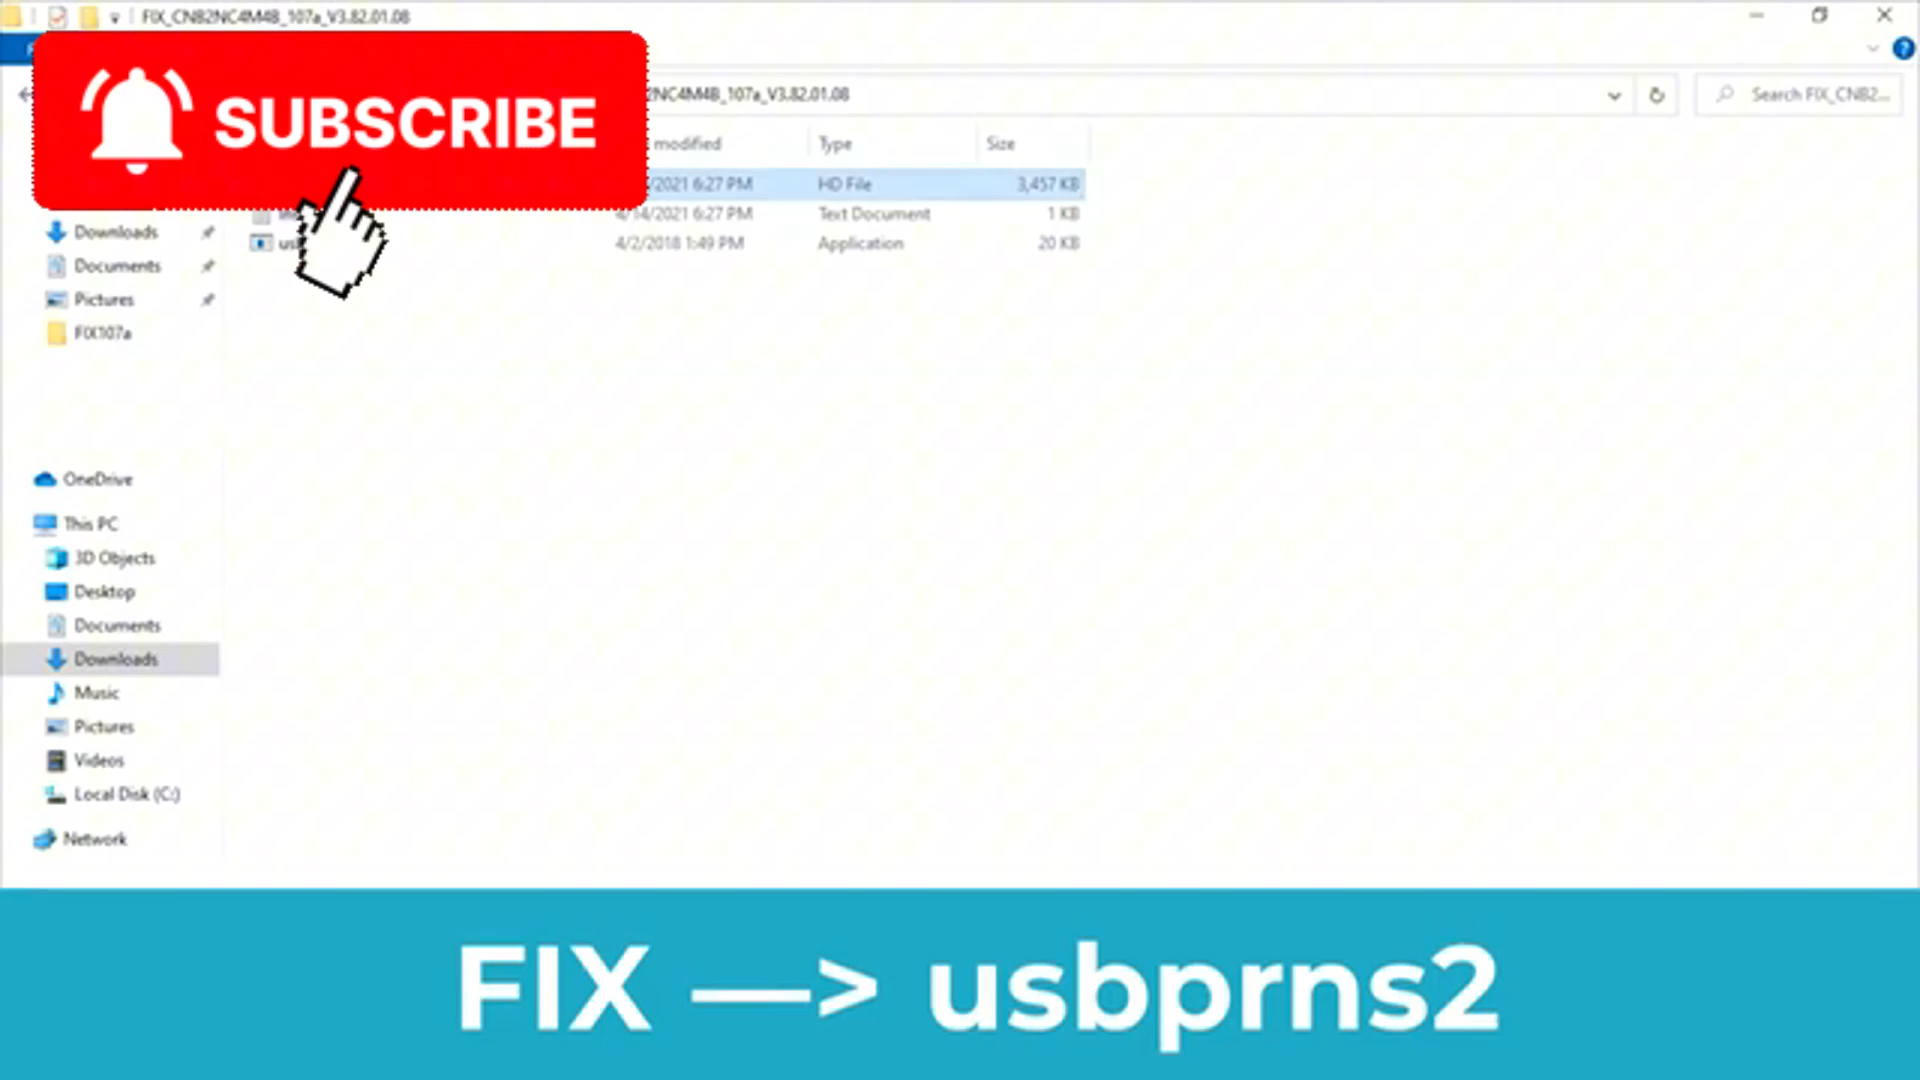 FIX_CNB2NC4M4B_107a_V3.82.01.08
2NC4M4B_107a_V3.82.01.08
Search FIX_CNB2...
SUBSCRIBE
modified Type Size
/2021 6:27 PM HD File 3,457 KB
4/14/2021 6:27 PM Text Document 1 KB
4/2/2018 1:49 PM Application 20 KB
Downloads
Documents
Pictures
FIX107a
OneDrive
This PC
3D Objects
Desktop
Documents
Downloads
Music
Pictures
Videos
Local Disk (C:)
Network
FIX —> usbprns2